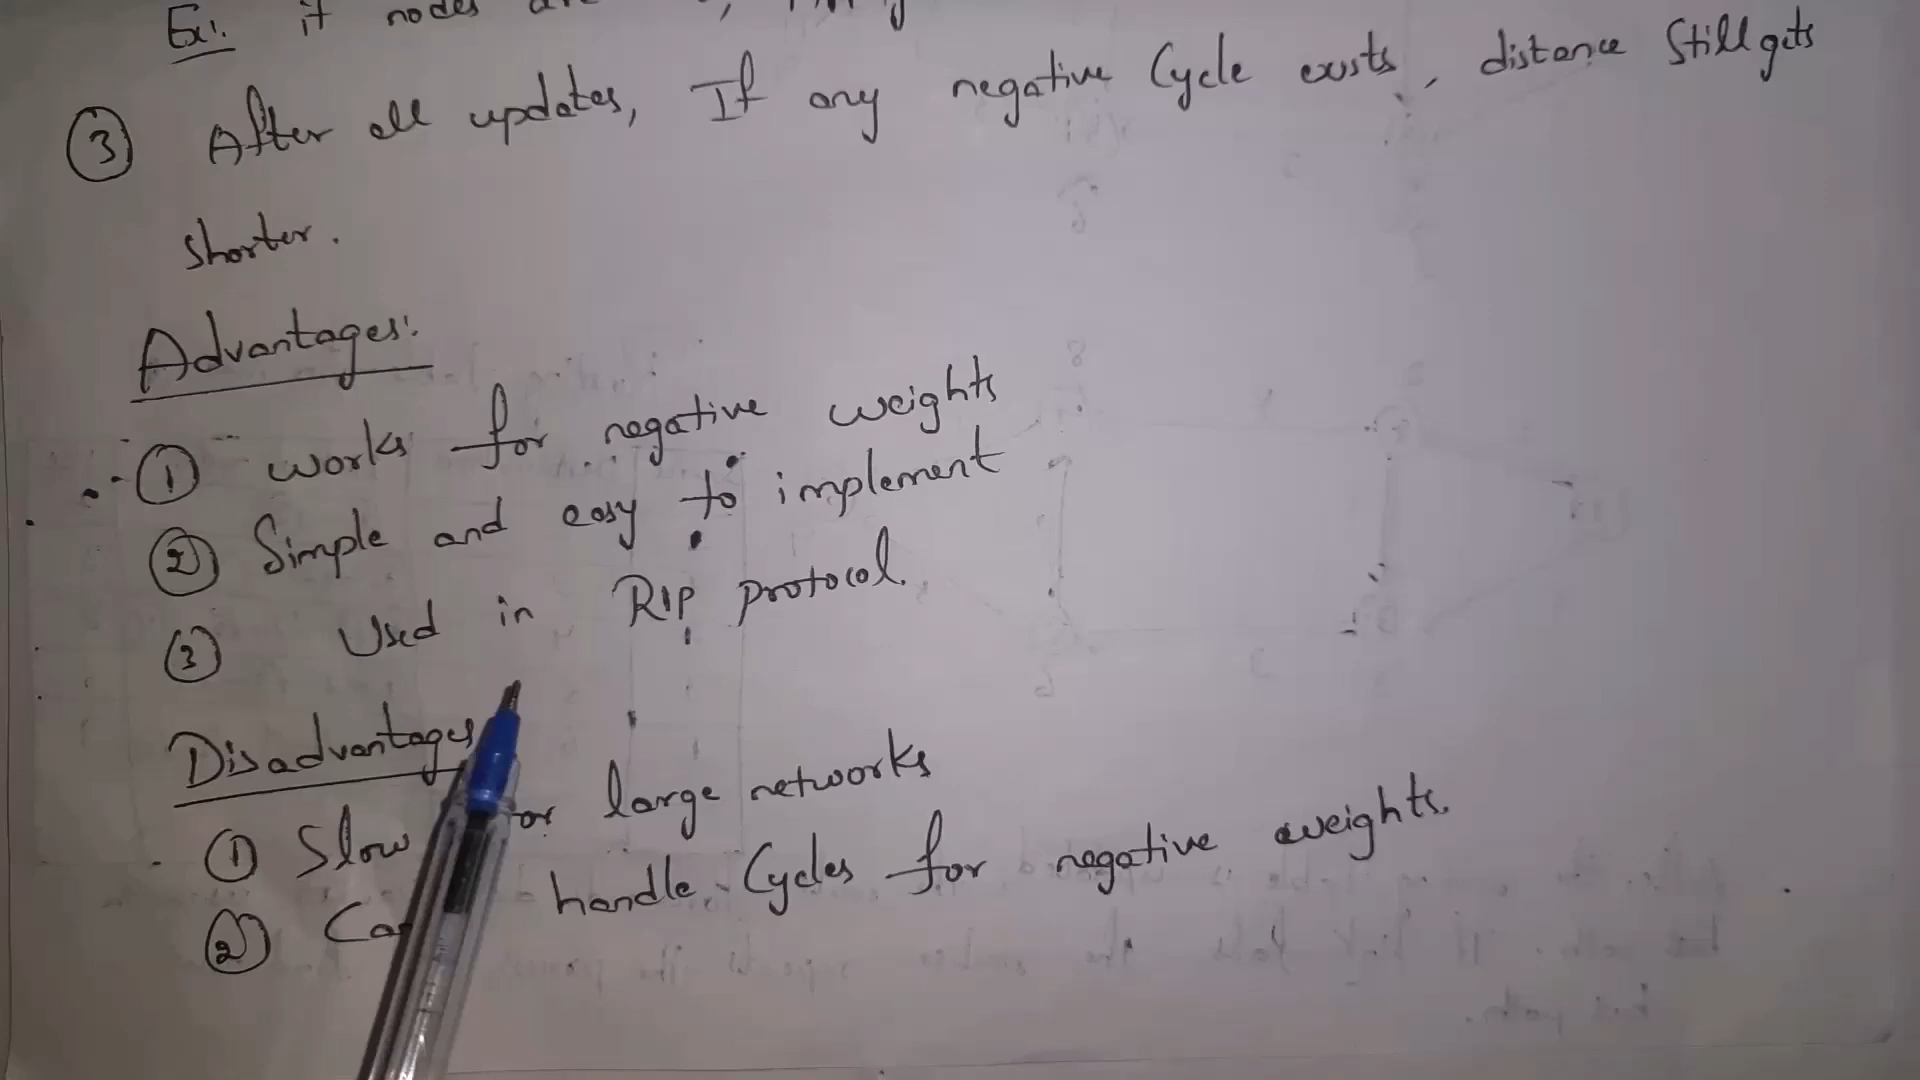 Ex:. if nodes
③ After all updates, If any negative Cycle exists, distance Still gets
shorter.
Advantages:
① works for negative weights
② Simple and easy to implement
③ Used in RIP protocol.
Disadvantages
① Slow large networks
② handle Cycles for negative weights.